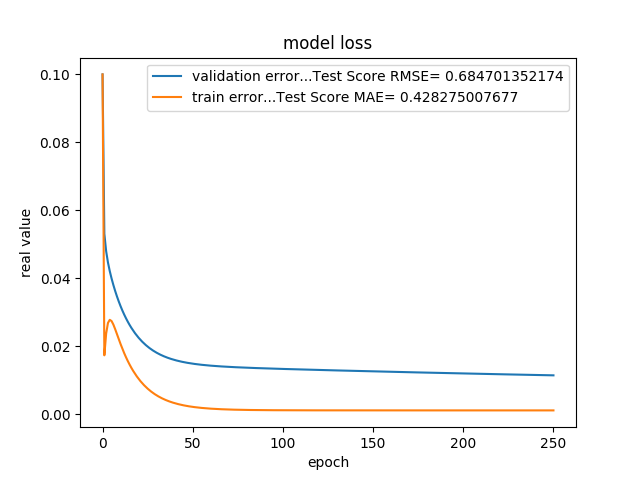 model loss
validation error...Test Score RMSE= 0.684701352174
train error...Test Score MAE= 0.428275007677
0.10
0.08
0.06
0.04
0.02
0.00
real value
0 50 100 150 200 250
epoch